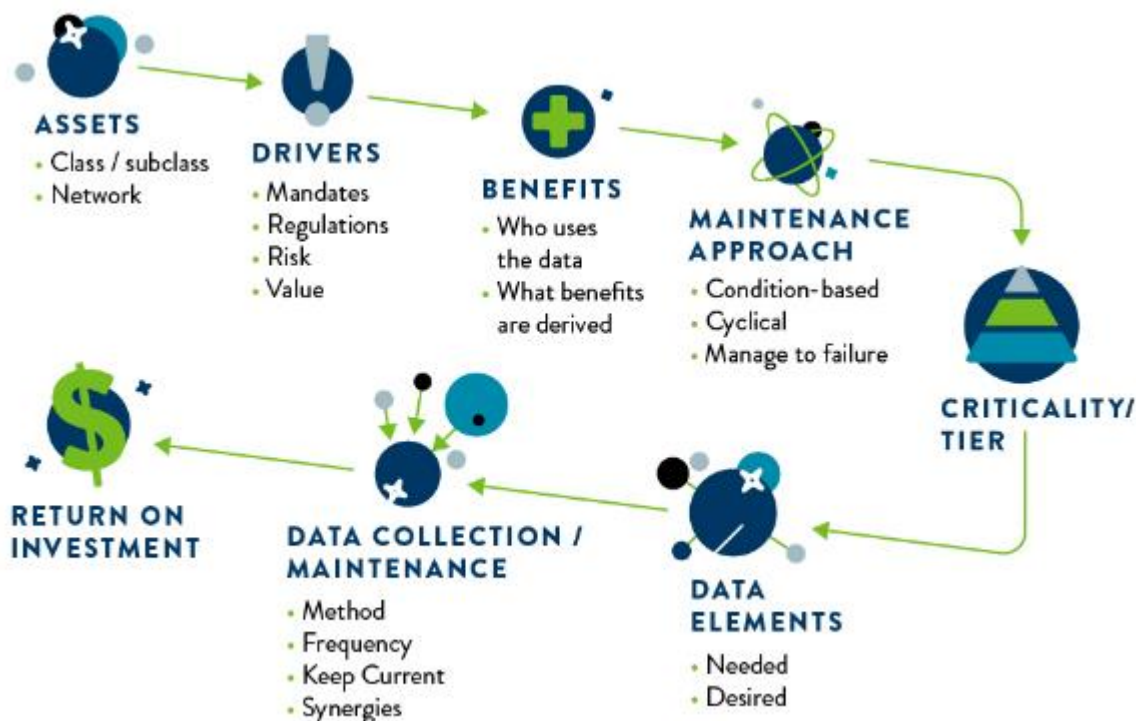 ASSETS
• Class / subclass
• Network
DRIVERS
• Mandates
• Regulations
• Risk
• Value
BENEFITS
• Who uses
the data
• What benefits
are derived
MAINTENANCE
APPROACH
• Condition-based
• Cyclical
• Manage to failure
CRITICALITY/
TIER
DATA
ELEMENTS
• Needed
• Desired
DATA COLLECTION /
MAINTENANCE
• Method
• Frequency
• Keep Current
• Synergies
$
RETURN ON
INVESTMENT